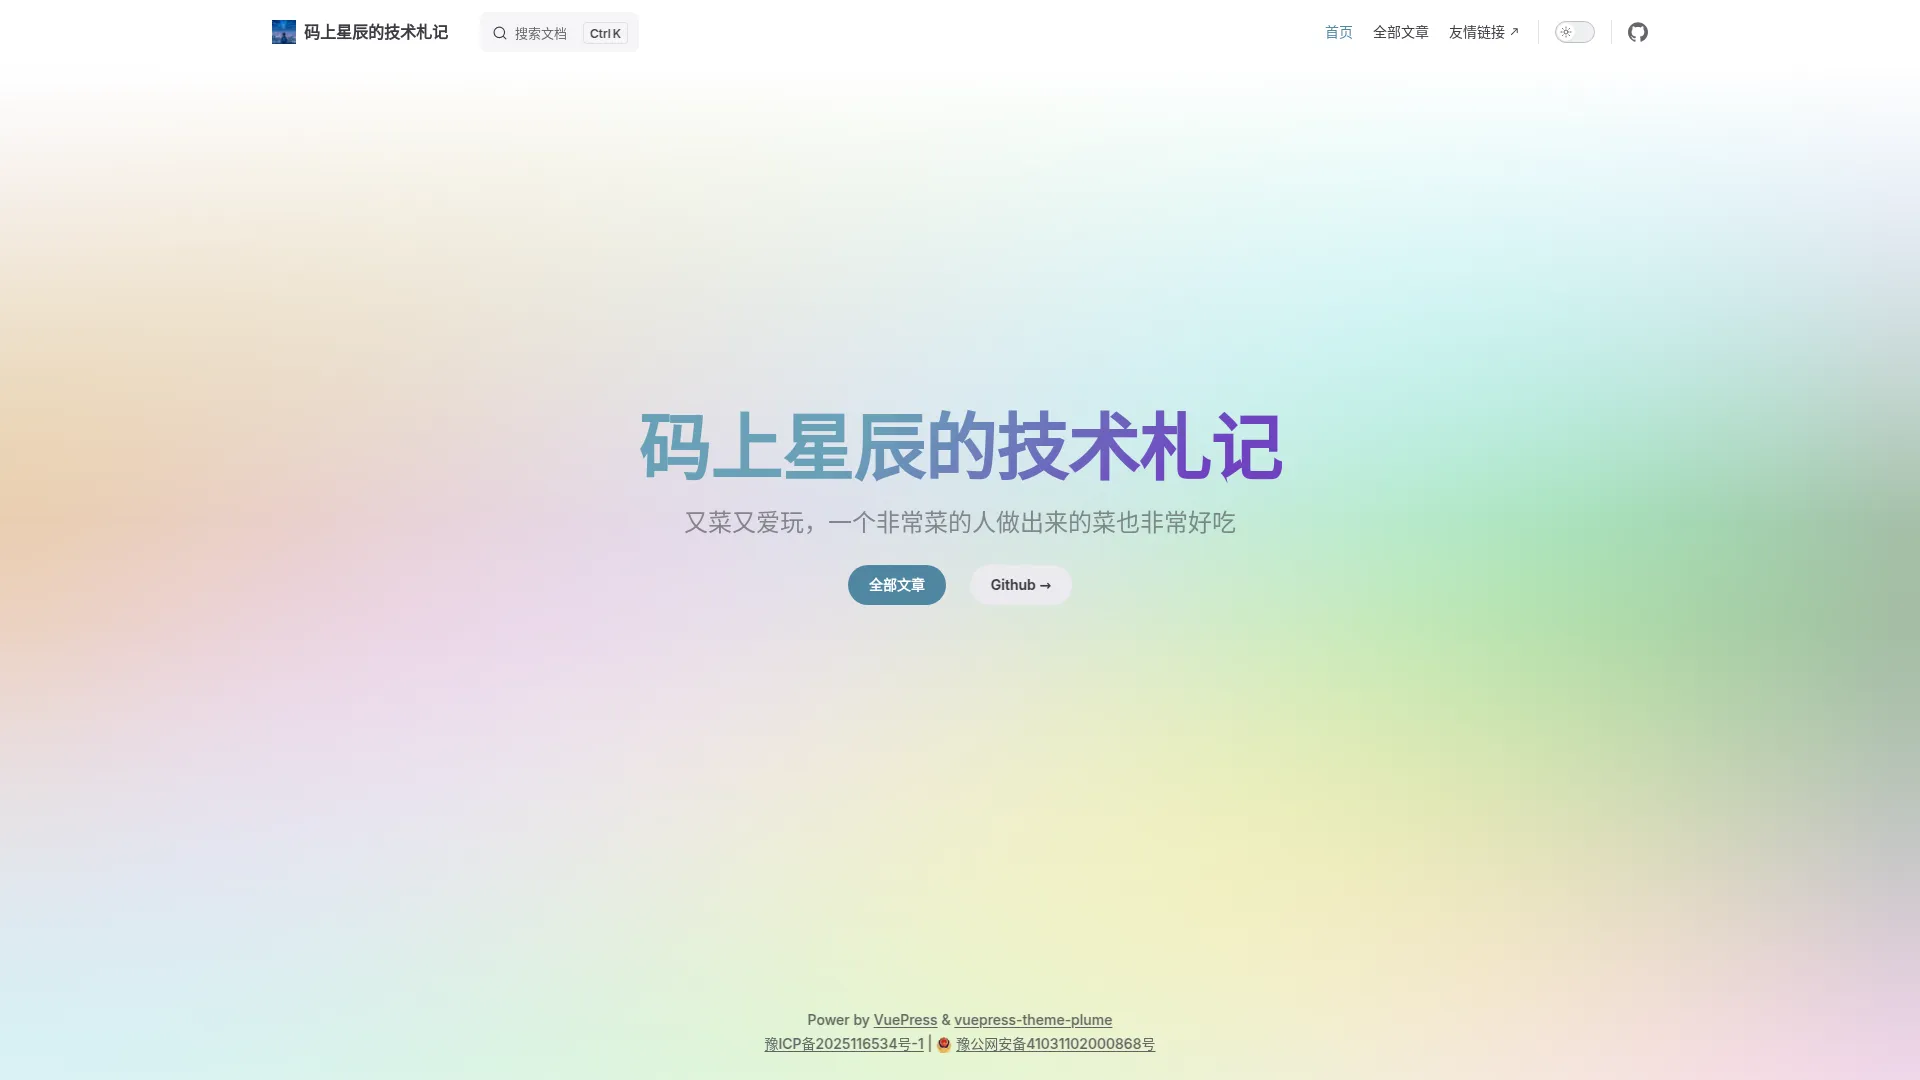 码上星辰的技术札记 搜索文档 Ctrl K 首页 全部文章 友情链接
码上星辰的技术札记
又菜又爱玩，一个非常菜的人做出来的菜也非常好吃
全部文章 Github →
Power by VuePress & vuepress-theme-plume
豫ICP备2025116534号-1 | 豫公网安备41031102000868号